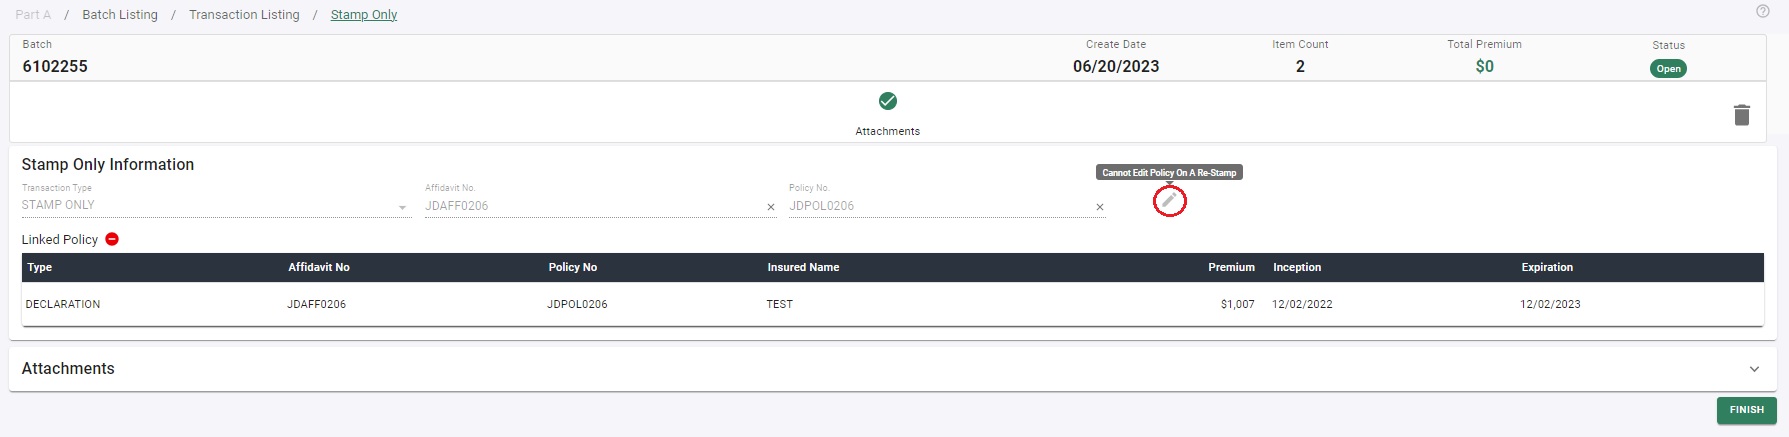 Part A / Batch Listing / Transaction Listing / Stamp Only
Batch Create Date Item Count Total Premium Status
6102255 06/20/2023 2 $0 Open
Attachments
Stamp Only Information
Cannot Edit Policy On A Re-Stamp
Transaction Type Affidavit No. Policy No.
STAMP ONLY JDAFF0206 JDPOL0206
Linked Policy
Type Affidavit No Policy No Insured Name Premium Inception Expiration
DECLARATION JDAFF0206 JDPOL0206 TEST $1,007 12/02/2022 12/02/2023
Attachments
FINISH